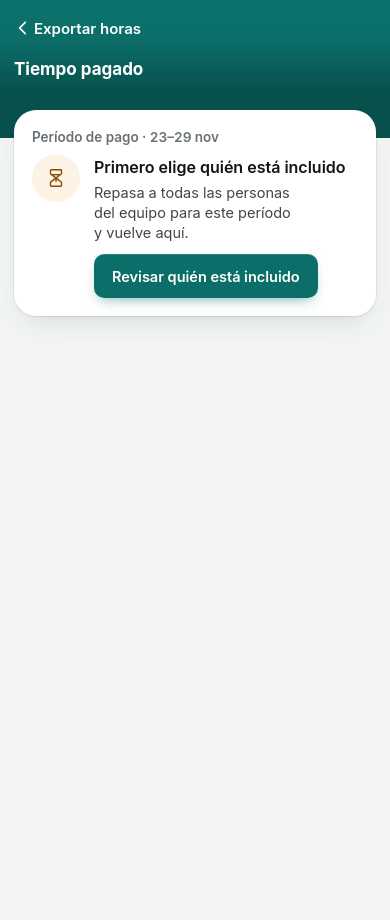 Exportar horas
Tiempo pagado
Período de pago · 23–29 nov
Primero elige quién está incluido
Repasa a todas las personas
del equipo para este período
y vuelve aquí.
Revisar quién está incluido